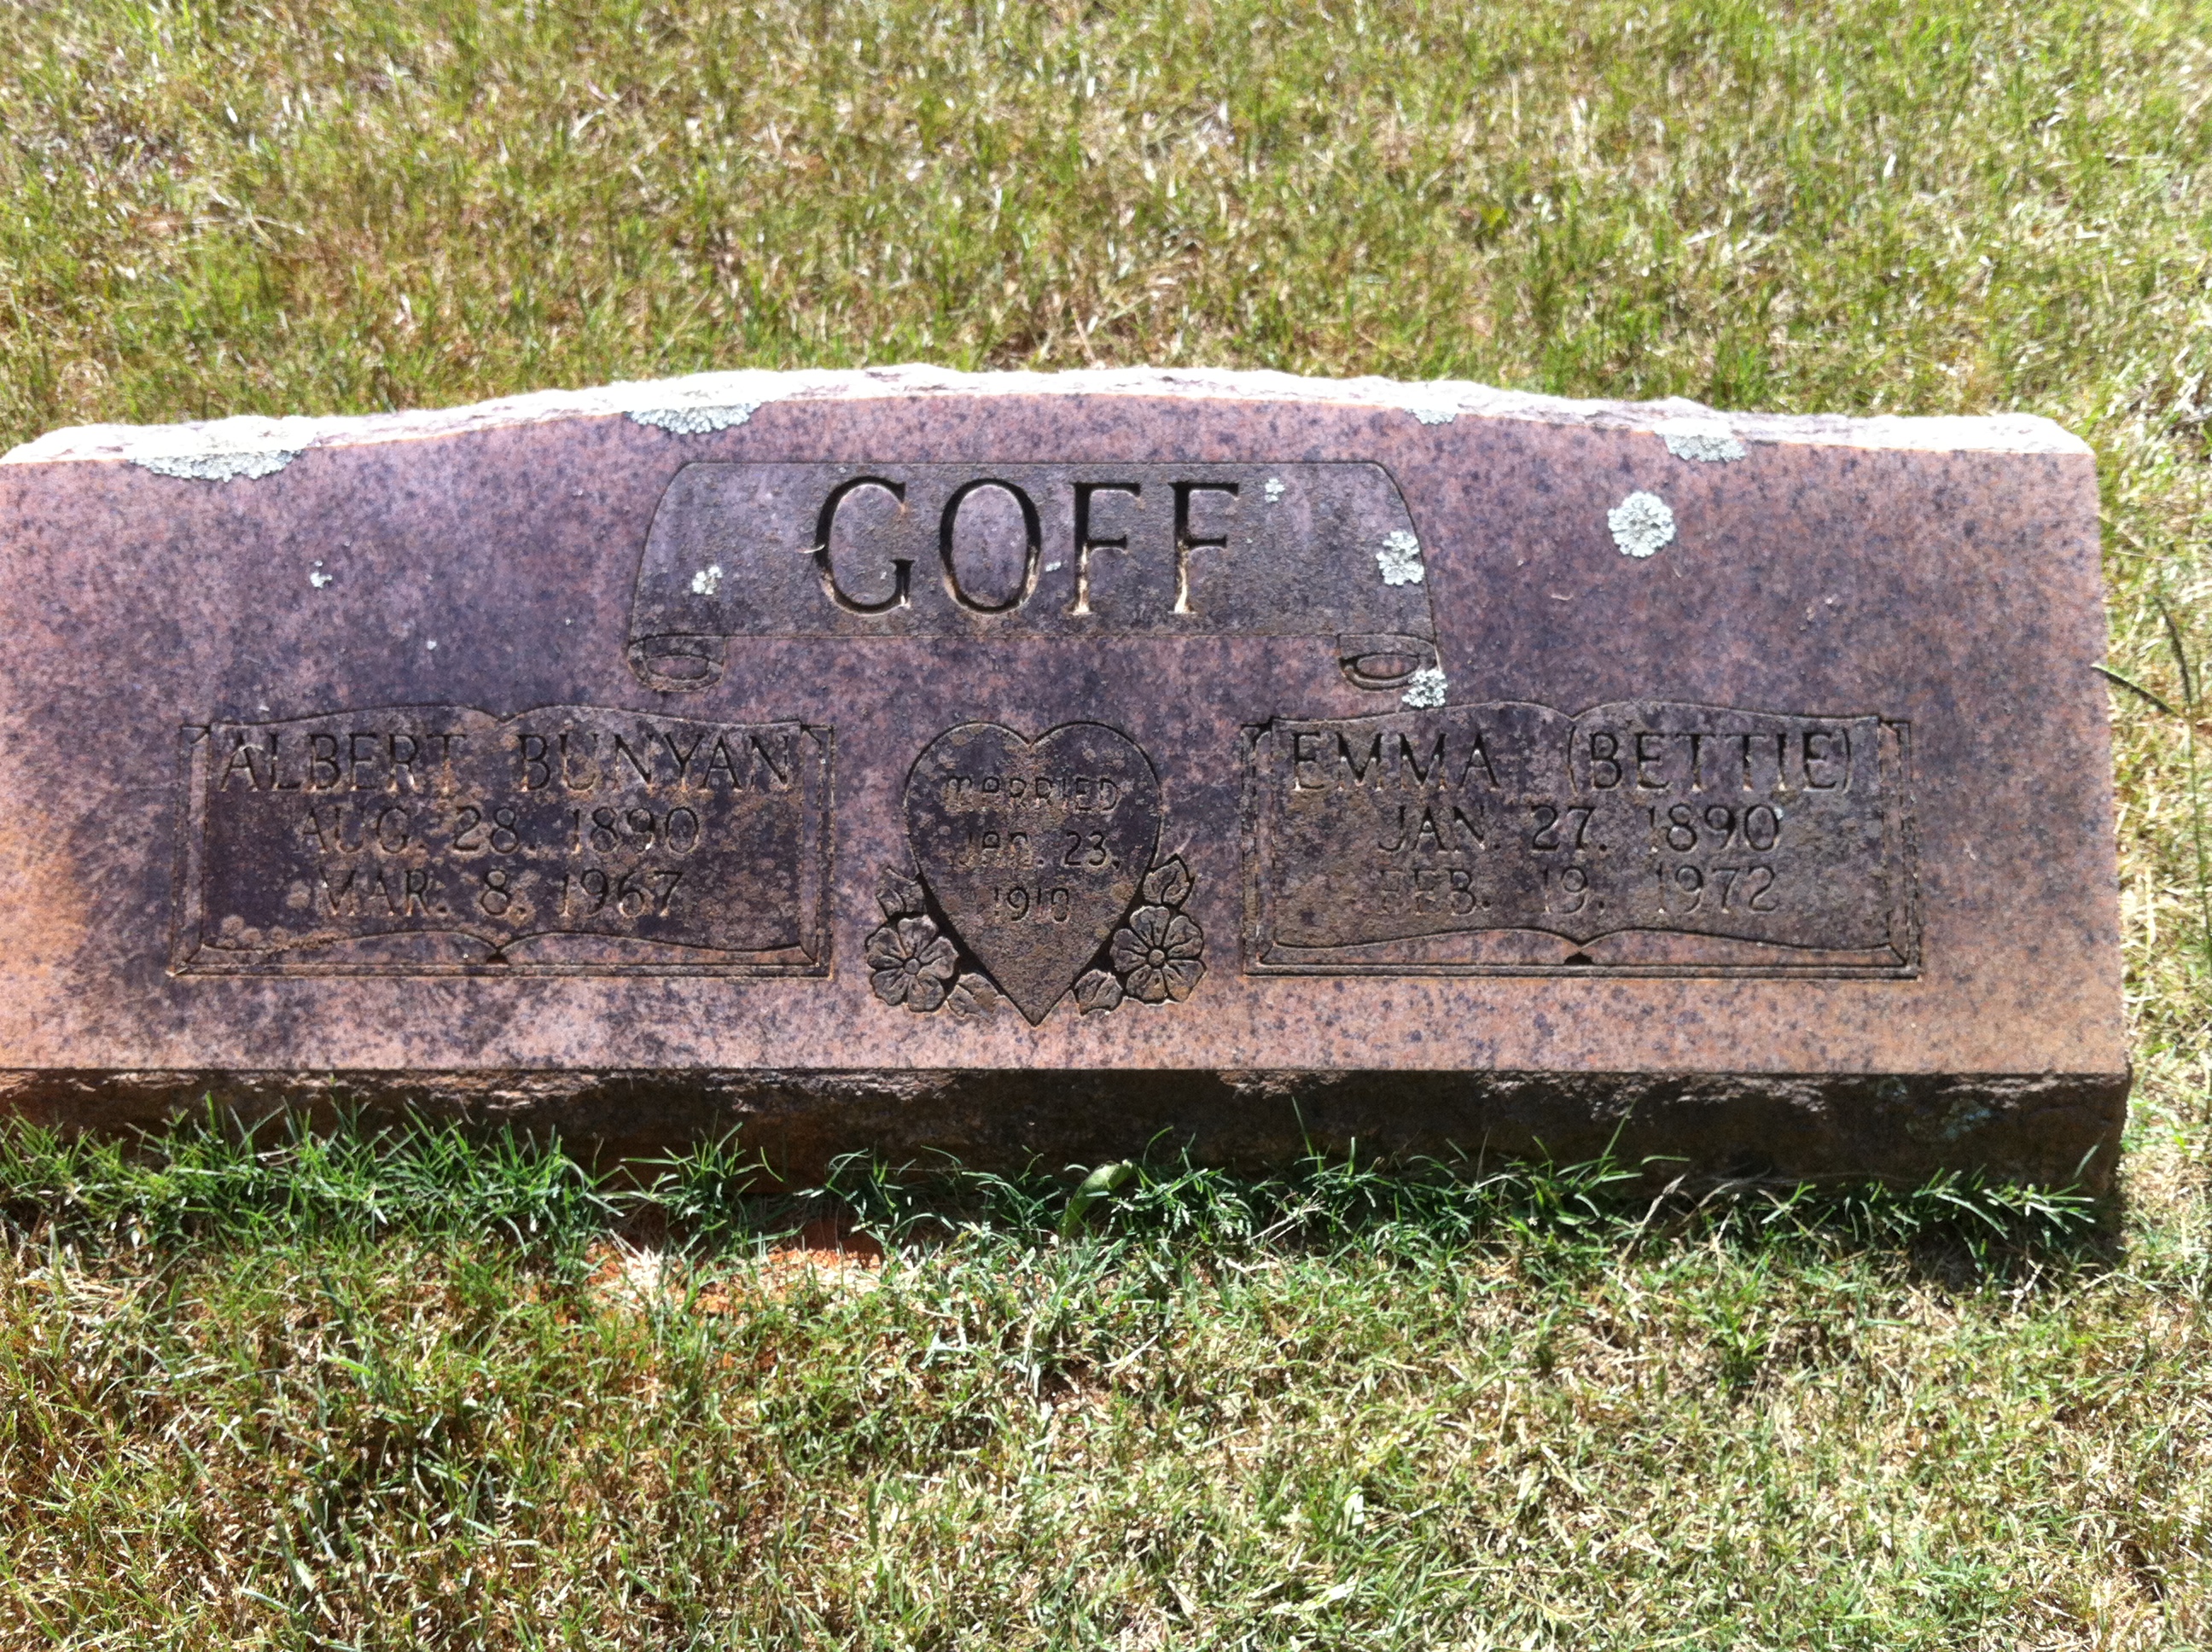 GOFF
ALBERT BUNYAN
AUG. 28. 1890
MAR. 8. 1967
MARRIED
JAN. 23,
1910
EMMA (BETTIE)
JAN. 27. 1890
FEB. 19. 1972